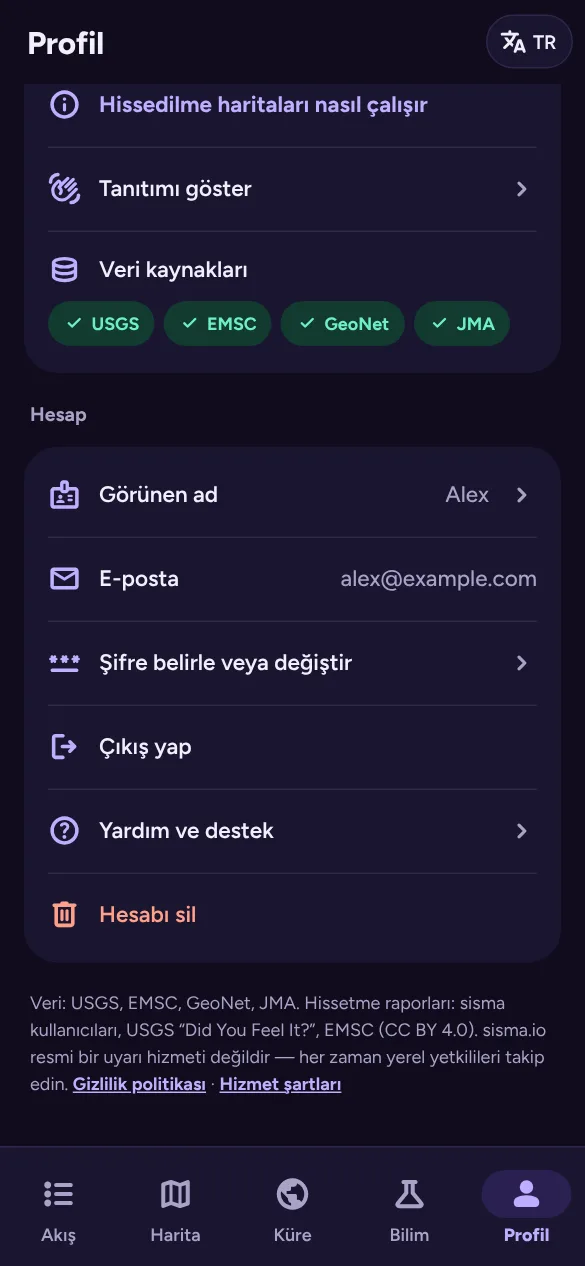 Profil
TR
Hissedilme haritaları nasıl çalışır
Tanıtımı göster
Veri kaynakları
USGS
EMSC
GeoNet
JMA
Hesap
Görünen ad
Alex
E-posta
alex@example.com
Şifre belirle veya değiştir
Çıkış yap
Yardım ve destek
Hesabı sil
Veri: USGS, EMSC, GeoNet, JMA. Hissetme raporları: sisma
kullanıcıları, USGS “Did You Feel It?”, EMSC (CC BY 4.0). sisma.io
resmi bir uyarı hizmeti değildir — her zaman yerel yetkilileri takip
edin. Gizlilik politikası · Hizmet şartları
Akış
Harita
Küre
Bilim
Profil